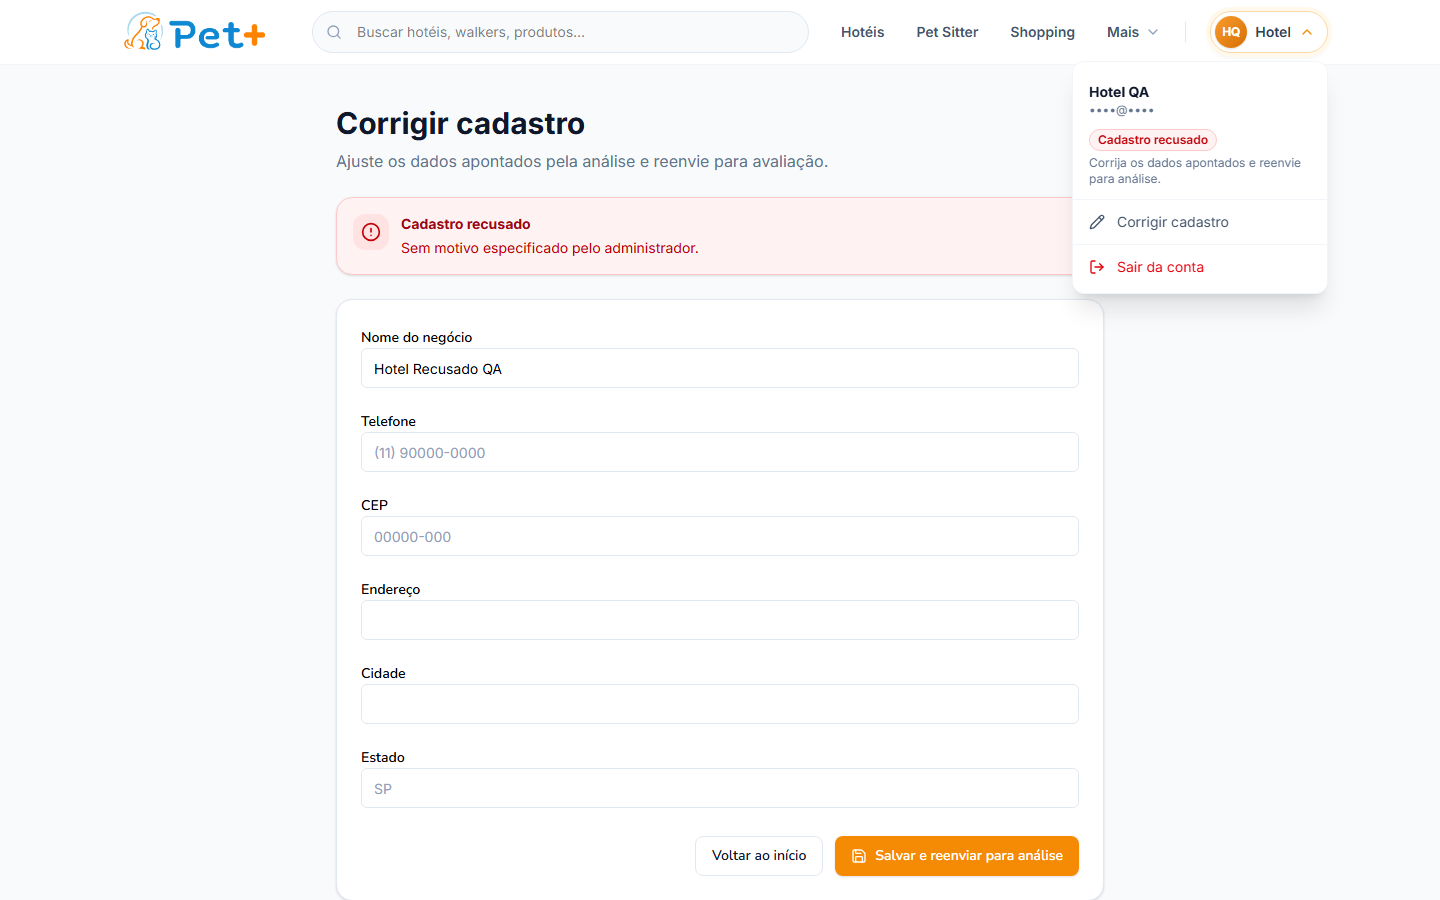 Pet+
Buscar hotéis, walkers, produtos...
Hotéis
Pet Sitter
Shopping
Mais
HQ
Hotel
Hotel QA
••••@••••
Cadastro recusado
Corrija os dados apontados e reenvie
para análise.
Corrigir cadastro
Sair da conta
Corrigir cadastro
Ajuste os dados apontados pela análise e reenvie para avaliação.
Cadastro recusado
Sem motivo especificado pelo administrador.
Nome do negócio
Hotel Recusado QA
Telefone
(11) 90000-0000
CEP
00000-000
Endereço
Cidade
Estado
SP
Voltar ao início
Salvar e reenviar para análise